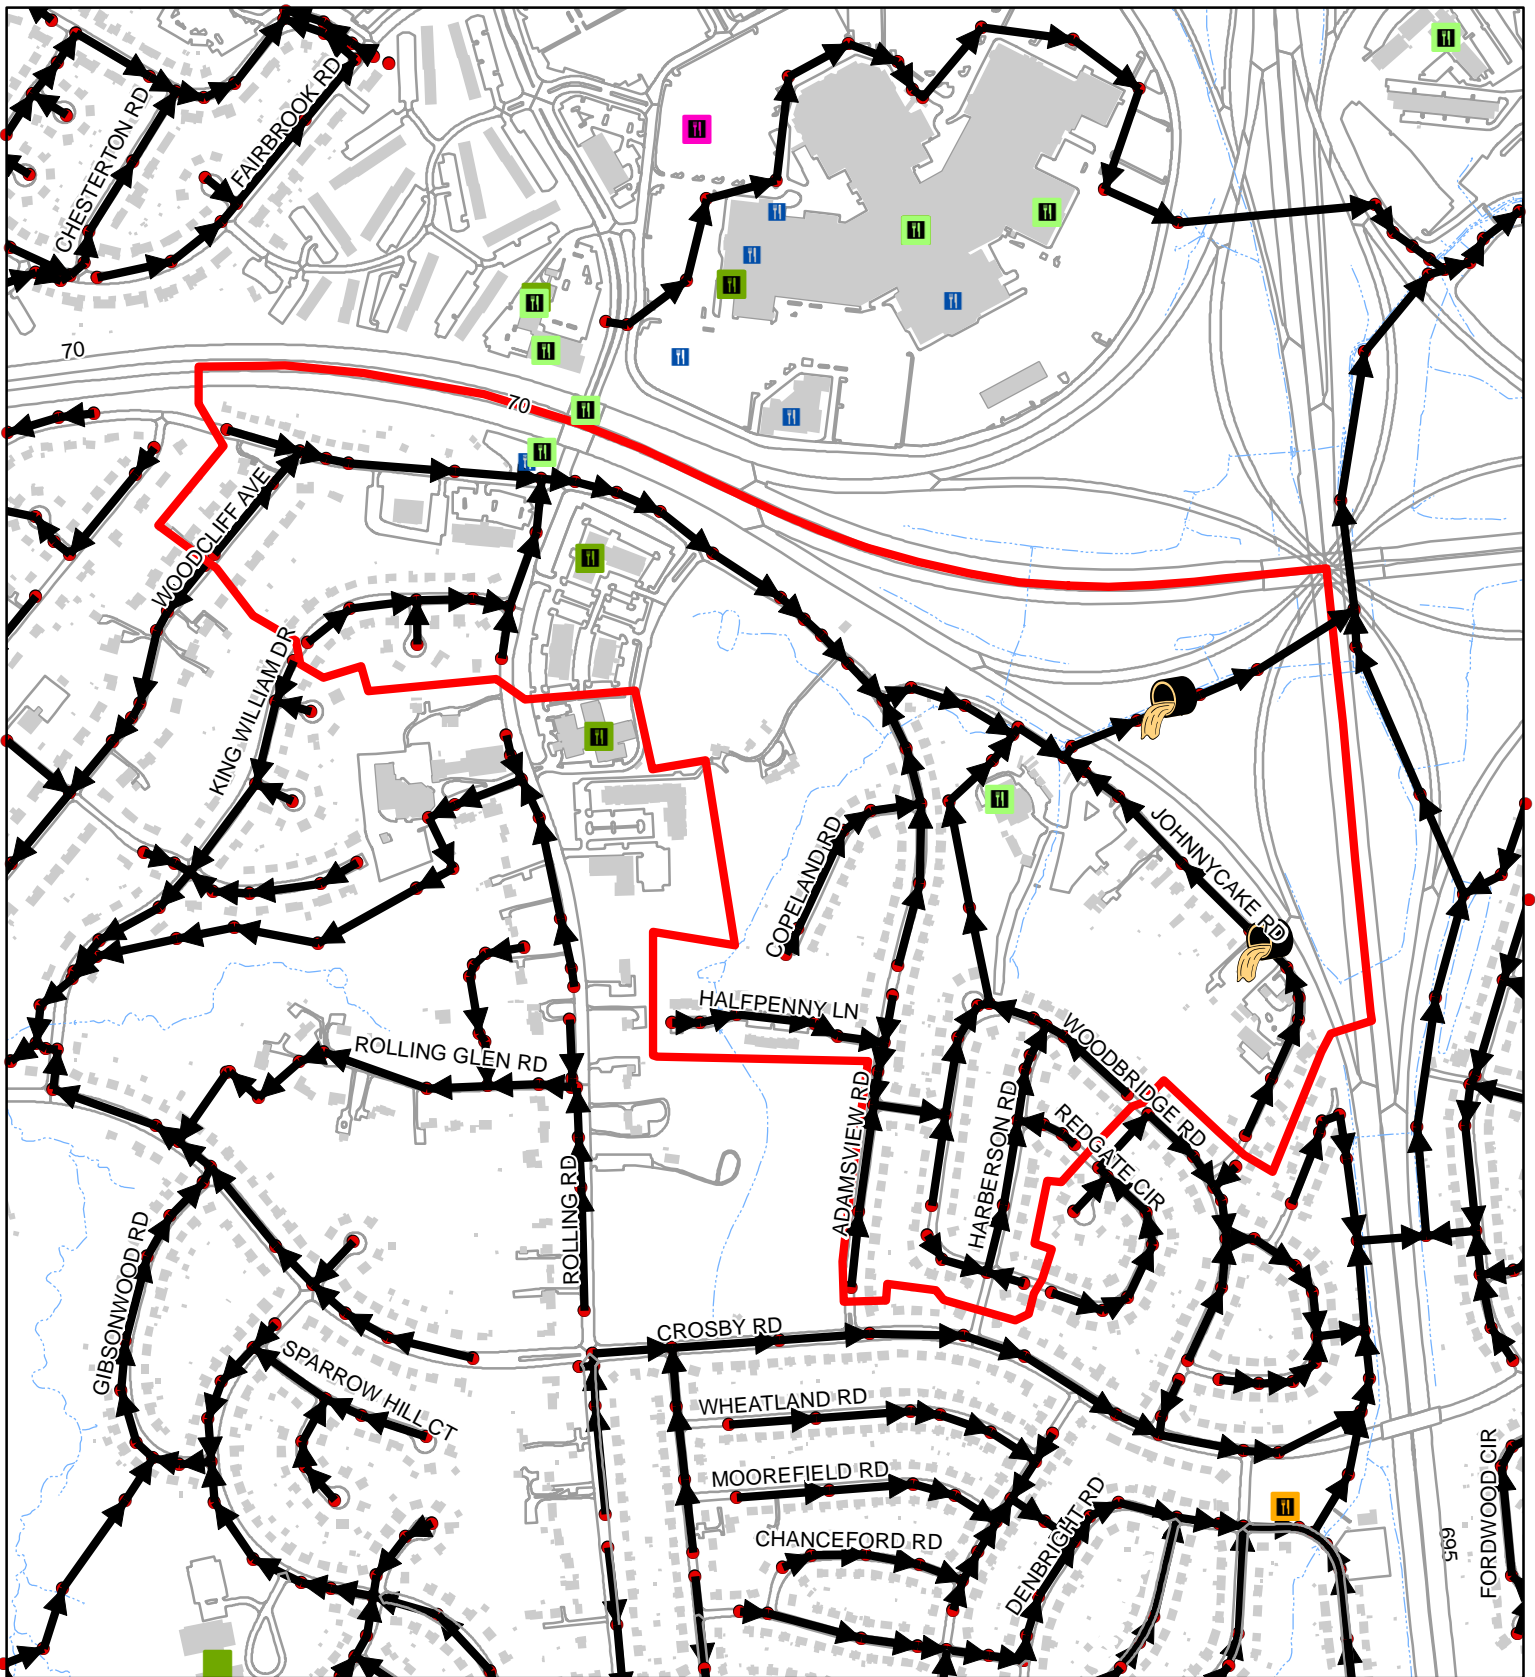 FAIRBROOK RD
CHESTERTON RD
70
70
WOODCLIFF AVE
KING WILLIAM DR
JOHNNYCAKE RD
COPELAND RD
HALFPENNY LN
ROLLING GLEN RD
WOODBRIDGE RD
REDGATE CIR
HARBERSON RD
ADAMSVIEW RD
ROLLING RD
GIBSONWOOD RD
CROSBY RD
SPARROW HILL CT
WHEATLAND RD
MOOREFIELD RD
DENBRIGHT RD
CHANCEFORD RD
695
FORDWOOD CIR